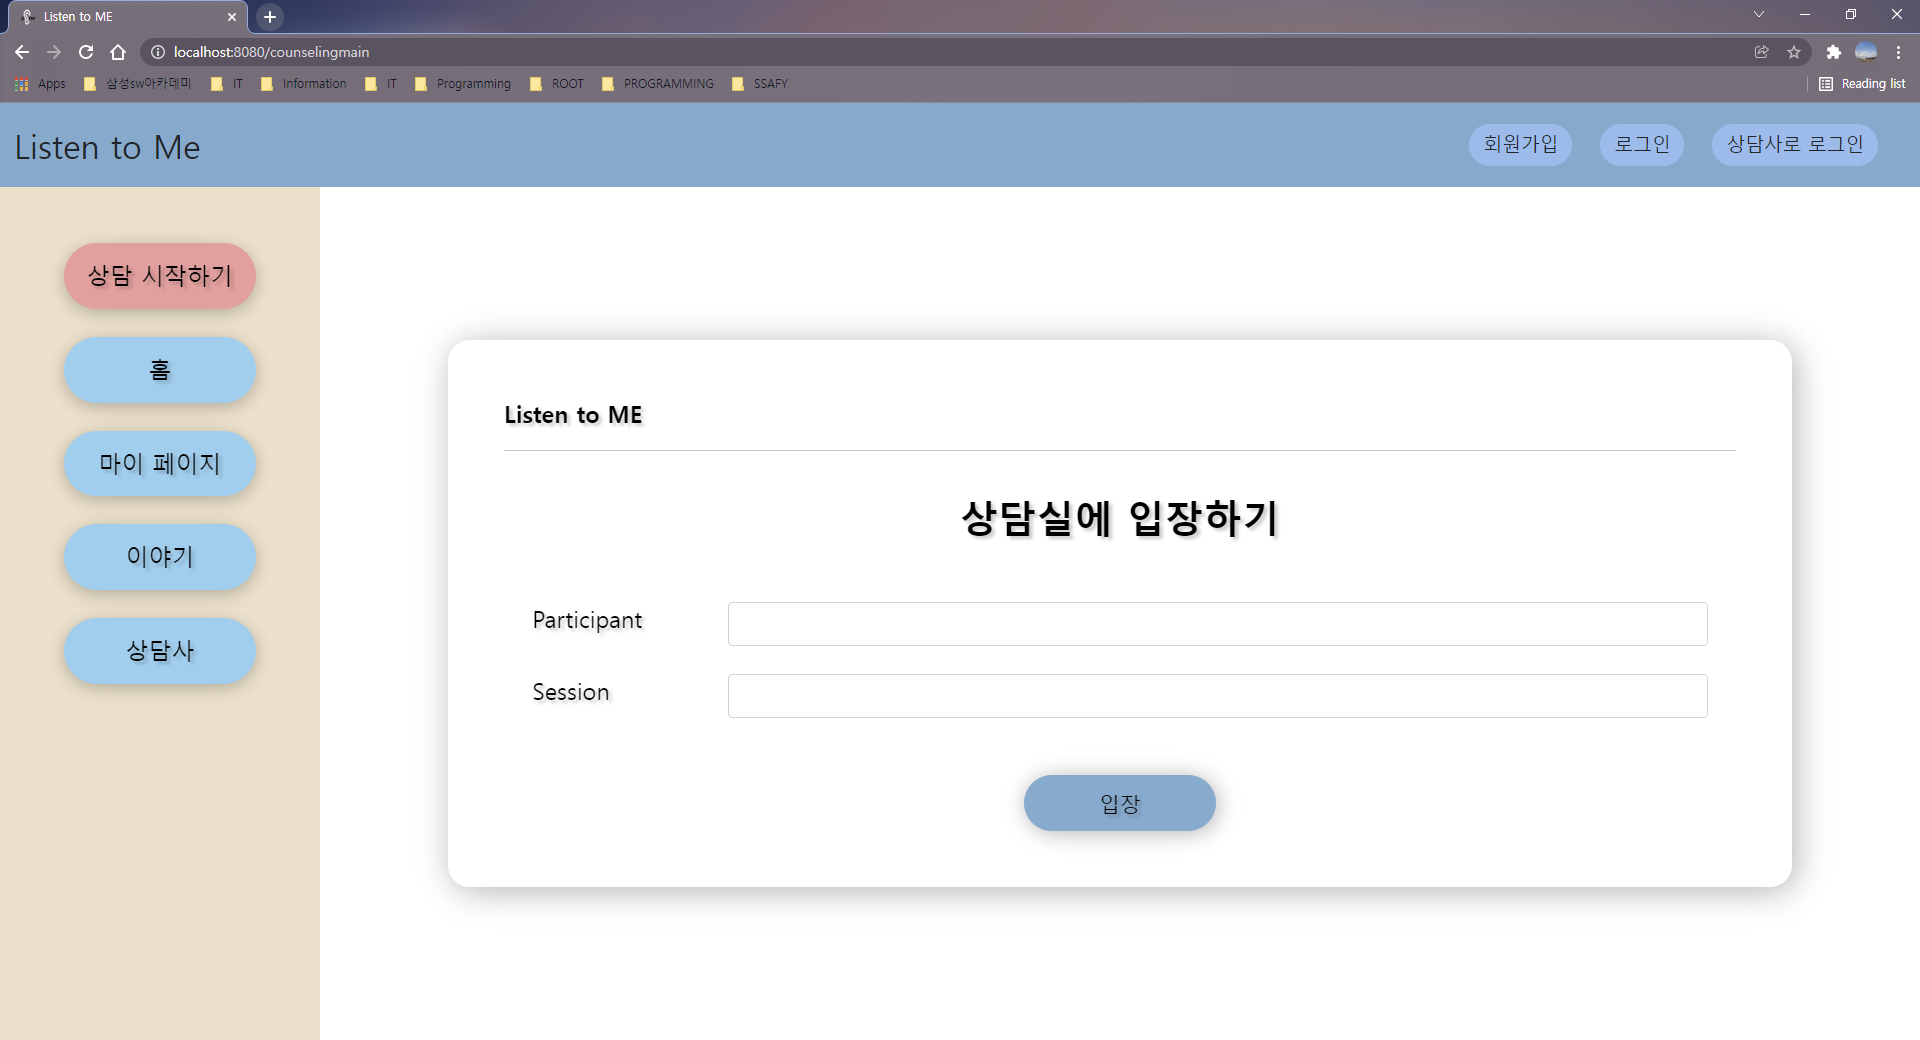 Listen to ME
localhost:8080/counselingmain
Apps 삼성sw아카데미 IT Information IT Programming ROOT PROGRAMMING SSAFY Reading list
Listen to Me 회원가입 로그인 상담사로 로그인
상담 시작하기
홈
마이 페이지
이야기
상담사
Listen to ME
상담실에 입장하기
Participant
Session
입장